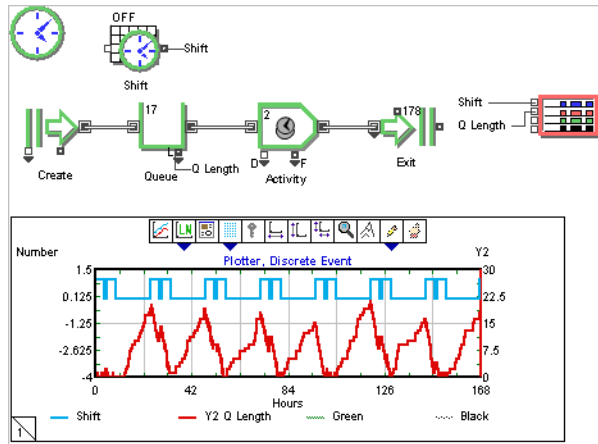 OFF
Shift
Shift
17
2
178
L
Q Length
D
F
Create
Queue
Activity
Exit
Shift
Q Length
LN
Plotter, Discrete Event
Number
Y2
1.5
0.125
-1.25
-2.625
-4
30
22.5
15
7.5
0
0
42
84
126
168
Hours
Shift
Y2 Q Length
Green
Black
1